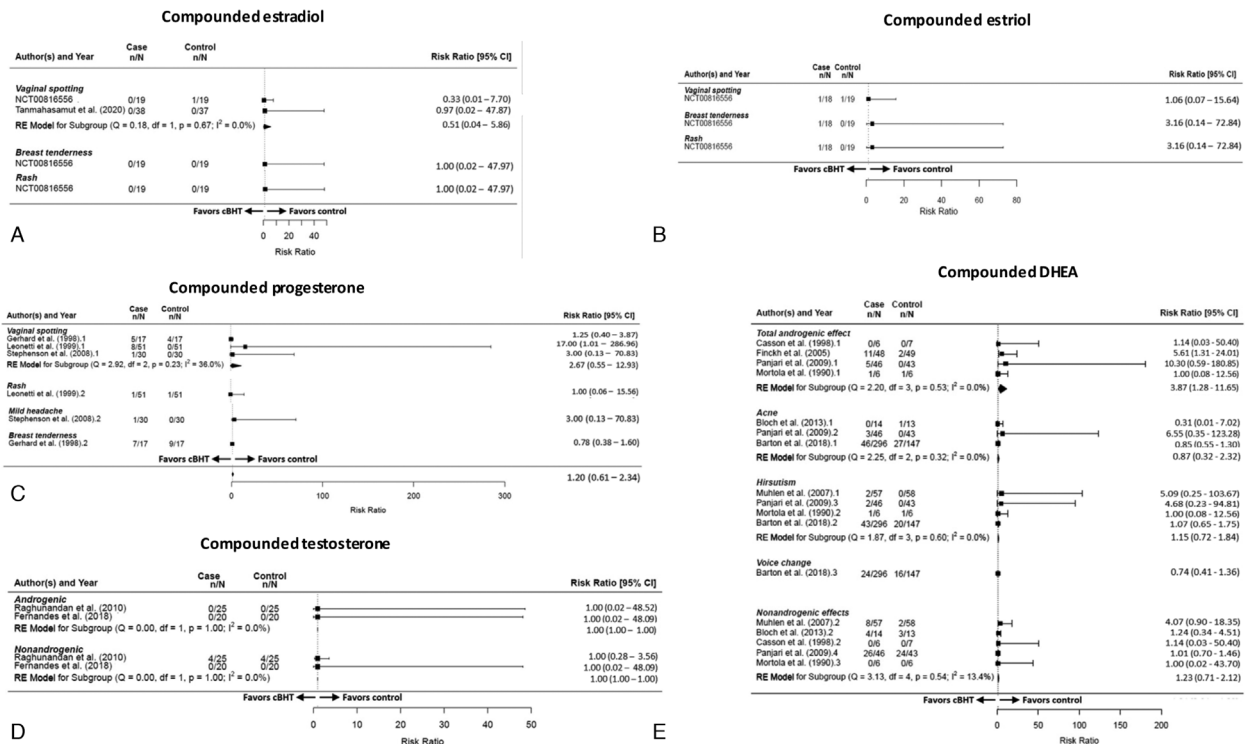 Compounded estradiol
Case Control
Author(s) and Year n/N n/N Risk Ratio [95% CI]
Vaginal spotting
NCT00816556 0/19 1/19 0.33 (0.01 – 7.70)
Tanmahasamut et al. (2020) 0/38 0/37 0.97 (0.02 – 47.87)
RE Model for Subgroup (Q = 0.18, df = 1, p = 0.67; I² = 0.0%) 0.51 (0.04 – 5.86)
Breast tenderness
NCT00816556 0/19 0/19 1.00 (0.02 – 47.97)
Rash
NCT00816556 0/19 0/19 1.00 (0.02 – 47.97)
Favors cBHT Favors control
0 20 40
Risk Ratio
A
Compounded estriol
Case Control
Author(s) and Year n/N n/N Risk Ratio [95% CI]
Vaginal spotting
NCT00816556 1/18 1/19 1.06 (0.07 – 15.64)
Breast tenderness
NCT00816556 1/18 0/19 3.16 (0.14 – 72.84)
Rash
NCT00816556 1/18 0/19 3.16 (0.14 – 72.84)
Favors cBHT Favors control
0 20 40 60 80
Risk Ratio
B
Compounded progesterone
Case Control
Author(s) and Year n/N n/N Risk Ratio [95% CI]
Vaginal spotting
Gerhard et al. (1998).1 5/17 4/17 1.25 (0.40 – 3.87)
Leonetti et al. (1999).1 8/51 0/51 17.00 (1.01 – 286.96)
Stephenson et al. (2008).1 1/30 0/30 3.00 (0.13 – 70.83)
RE Model for Subgroup (Q = 2.92, df = 2, p = 0.23; I² = 36.0%) 2.67 (0.55 – 12.93)
Rash
Leonetti et al. (1999).2 1/51 1/51 1.00 (0.06 – 15.56)
Mild headache
Stephenson et al. (2008).2 1/30 0/30 3.00 (0.13 – 70.83)
Breast tenderness
Gerhard et al. (1998).2 7/17 9/17 0.78 (0.38 – 1.60)
Favors cBHT Favors control
1.20 (0.61 – 2.34)
0 100 200 300
Risk Ratio
C
Compounded testosterone
Case Control
Author(s) and Year n/N n/N Risk Ratio [95% CI]
Androgenic
Raghunandan et al. (2010) 0/25 0/25 1.00 (0.02 – 48.52)
Fernandes et al. (2018) 0/20 0/20 1.00 (0.02 – 48.09)
RE Model for Subgroup (Q = 0.00, df = 1, p = 1.00; I² = 0.0%) 1.00 (1.00 – 1.00)
Nonandrogenic
Raghunandan et al. (2010) 4/25 4/25 1.00 (0.28 – 3.56)
Fernandes et al. (2018) 0/20 0/20 1.00 (0.02 – 48.09)
RE Model for Subgroup (Q = 0.00, df = 1, p = 1.00; I² = 0.0%) 1.00 (1.00 – 1.00)
Favors cBHT Favors control
0 10 20 30 40 50
Risk Ratio
D
Compounded DHEA
Case Control
Author(s) and Year n/N n/N Risk Ratio [95% CI]
Total androgenic effect
Casson et al. (1998).1 0/6 0/7 1.14 (0.03 - 50.40)
Finckh et al. (2005) 11/48 2/49 5.61 (1.31 - 24.01)
Panjari et al. (2009).1 5/46 0/43 10.30 (0.59 -180.85)
Mortola et al. (1990).1 1/6 1/6 1.00 (0.08 - 12.56)
RE Model for Subgroup (Q = 2.20, df = 3, p = 0.53; I² = 0.0%) 3.87 (1.28 - 11.65)
Acne
Bloch et al. (2013).1 0/14 1/13 0.31 (0.01 - 7.02)
Panjari et al. (2009).2 3/46 0/43 6.55 (0.35 -123.28)
Barton et al. (2018).1 46/296 27/147 0.85 (0.55 - 1.30)
RE Model for Subgroup (Q = 2.25, df = 2, p = 0.32; I² = 0.0%) 0.87 (0.32 - 2.32)
Hirsutism
Muhlen et al. (2007).1 2/57 0/58 5.09 (0.25 -103.67)
Panjari et al. (2009).3 2/46 0/43 4.68 (0.23 - 94.81)
Mortola et al. (1990).2 1/6 1/6 1.00 (0.08 - 12.56)
Barton et al. (2018).2 43/296 20/147 1.07 (0.65 - 1.75)
RE Model for Subgroup (Q = 1.87, df = 3, p = 0.60; I² = 0.0%) 1.15 (0.72 - 1.84)
Voice change
Barton et al. (2018).3 24/296 16/147 0.74 (0.41 - 1.36)
Nonandrogenic effects
Muhlen et al. (2007).2 8/57 2/58 4.07 (0.90 - 18.35)
Bloch et al. (2013).2 4/14 3/13 1.24 (0.34 - 4.51)
Casson et al. (1998).2 0/6 0/7 1.14 (0.03 - 50.40)
Panjari et al. (2009).4 26/46 24/43 1.01 (0.70 - 1.46)
Mortola et al. (1990).3 0/6 0/6 1.00 (0.02 - 43.70)
RE Model for Subgroup (Q = 3.13, df = 4, p = 0.54; I² = 13.4%) 1.23 (0.71 - 2.12)
Favors cBHT Favors control
0 50 100 150 200
Risk Ratio
E